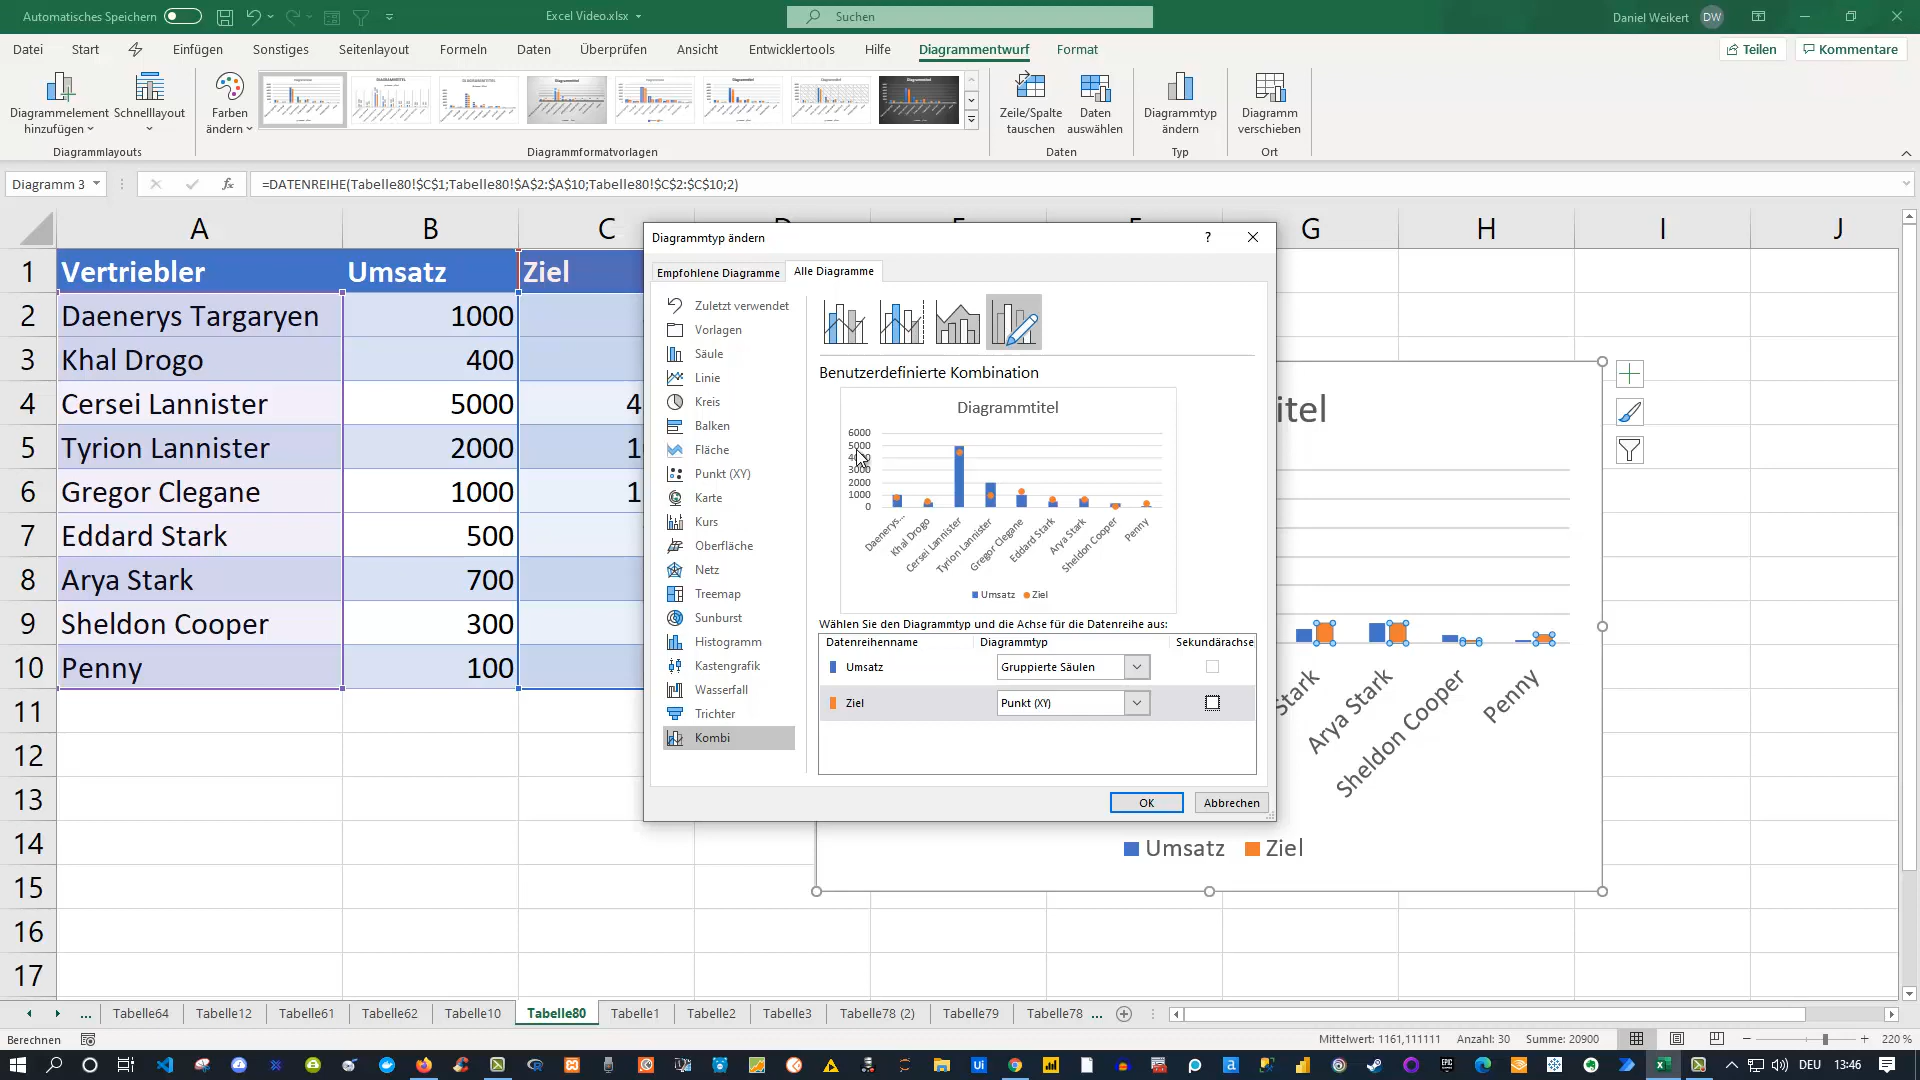 Automatisches Speichern
Excel Video.xlsx
Suchen
Daniel Weikert
DW
Datei Start Einfügen Sonstiges Seitenlayout Formeln Daten Überprüfen Ansicht Entwicklertools Hilfe Diagrammentwurf Format
Teilen
Kommentare
Diagrammelement hinzufügen
Schnelllayout
Farben ändern
Zeile/Spalte tauschen
Daten auswählen
Diagrammtyp ändern
Diagramm verschieben
Diagrammlayouts
Diagrammformatvorlagen
Daten
Typ
Ort
Diagramm 3
fx
=DATENREIHE(Tabelle80!$C$1;Tabelle80!$A$2:$A$10;Tabelle80!$C$2:$C$10;2)
A B C G H I J
1 Vertriebler Umsatz Ziel
2 Daenerys Targaryen 1000
3 Khal Drogo 400
4 Cersei Lannister 5000 4
5 Tyrion Lannister 2000 1
6 Gregor Clegane 1000 1
7 Eddard Stark 500
8 Arya Stark 700
9 Sheldon Cooper 300
10 Penny 100
11
12
13
14
15
16
17
Diagrammtyp ändern
?
Empfohlene Diagramme
Alle Diagramme
Zuletzt verwendet
Vorlagen
Säule
Linie
Kreis
Balken
Fläche
Punkt (XY)
Karte
Kurs
Oberfläche
Netz
Treemap
Sunburst
Histogramm
Kastengrafik
Wasserfall
Trichter
Kombi
Benutzerdefinierte Kombination
Diagrammtitel
6000
5000
3000
2000
1000
0
Daenerys...
Khal Drogo
Cersei Lannister
Tyrion Lannister
Gregor Clegane
Eddard Stark
Arya Stark
Sheldon Cooper
Penny
Umsatz Ziel
Wählen Sie den Diagrammtyp und die Achse für die Datenreihe aus:
Datenreihenname Diagrammtyp Sekundärachse
Umsatz Gruppierte Säulen
Ziel Punkt (XY)
OK
Abbrechen
itel
Stark
Arya Stark
Sheldon Cooper
Penny
Umsatz Ziel
... Tabelle64 Tabelle12 Tabelle61 Tabelle62 Tabelle10 Tabelle80 Tabelle1 Tabelle2 Tabelle3 Tabelle78 (2) Tabelle79 Tabelle78 ...
Berechnen
Mittelwert: 1161,111111 Anzahl: 30 Summe: 20900
220 %
DEU
13:46